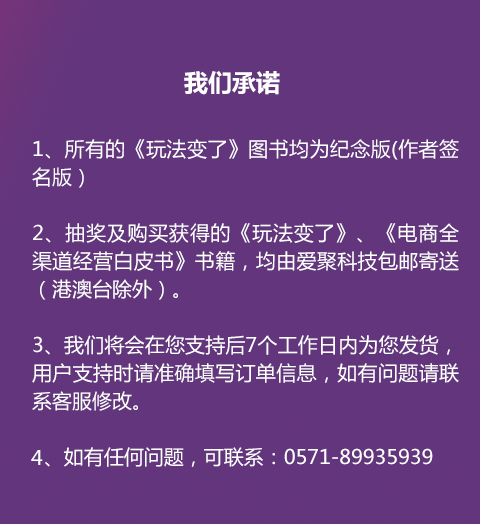 我们承诺
1、所有的《玩法变了》图书均为纪念版(作者签
名版）
2、抽奖及购买获得的《玩法变了》、《电商全
渠道经营白皮书》书籍，均由爱聚科技包邮寄送
（港澳台除外）。
3、我们将会在您支持后7个工作日内为您发货，
用户支持时请准确填写订单信息，如有问题请联
系客服修改。
4、如有任何问题，可联系：0571-89935939